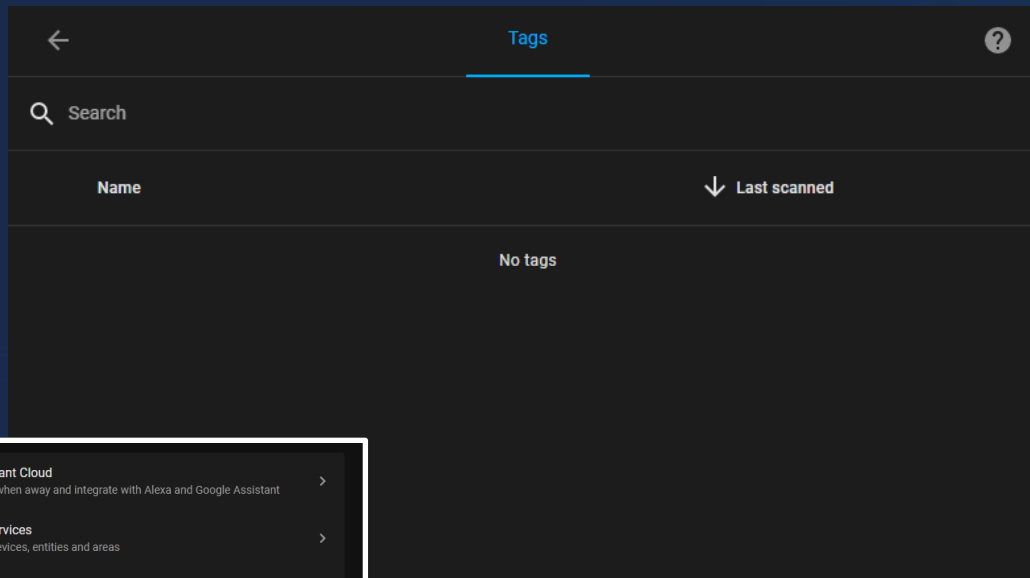 Tags
Search
Name
Last scanned
No tags
ant Cloud
when away and integrate with Alexa and Google Assistant
rvices
evices, entities and areas